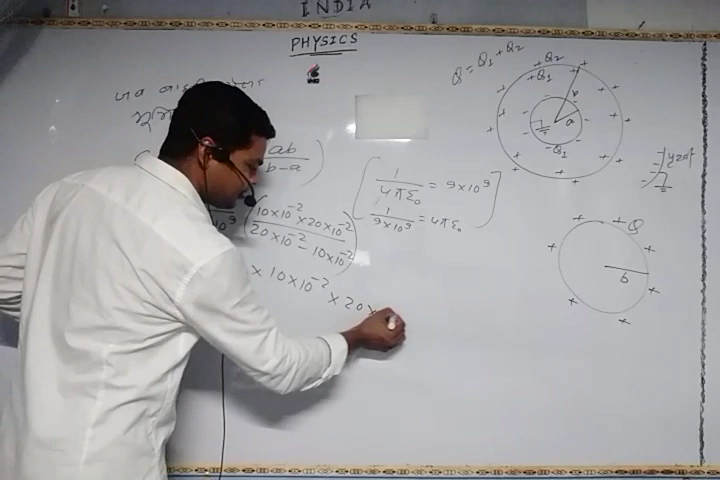 INDIA
PHYSICS
Q = Q₁ + Q₂
+ Q₂
+Q₁
b
a
-Q₁
पृथ्वी
( ab / b-a )
[ 1/4πε₀ = 9×10⁹
1/9×10⁹ = 4πε₀ ]
10⁹ ( 10×10⁻²×20×10⁻² / 20×10⁻² - 10×10⁻² )
× 10×10⁻² × 20×
+ Q
b